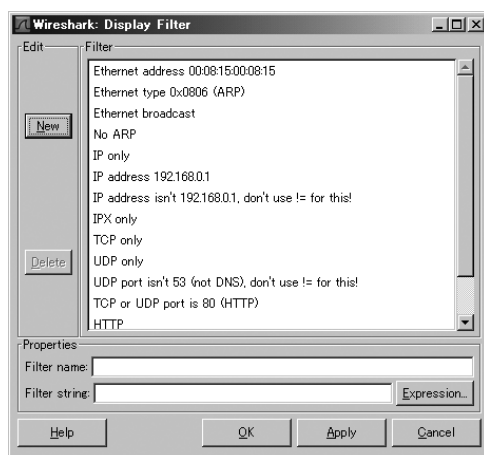 Wireshark: Display Filter
Edit
Filter
New
Delete
Ethernet address 00:08:15:00:08:15
Ethernet type 0x0806 (ARP)
Ethernet broadcast
No ARP
IP only
IP address 192.168.0.1
IP address isn't 192.168.0.1, don't use != for this!
IPX only
TCP only
UDP only
UDP port isn't 53 (not DNS), don't use != for this!
TCP or UDP port is 80 (HTTP)
HTTP
Properties
Filter name:
Filter string:
Expression...
Help
OK
Apply
Cancel